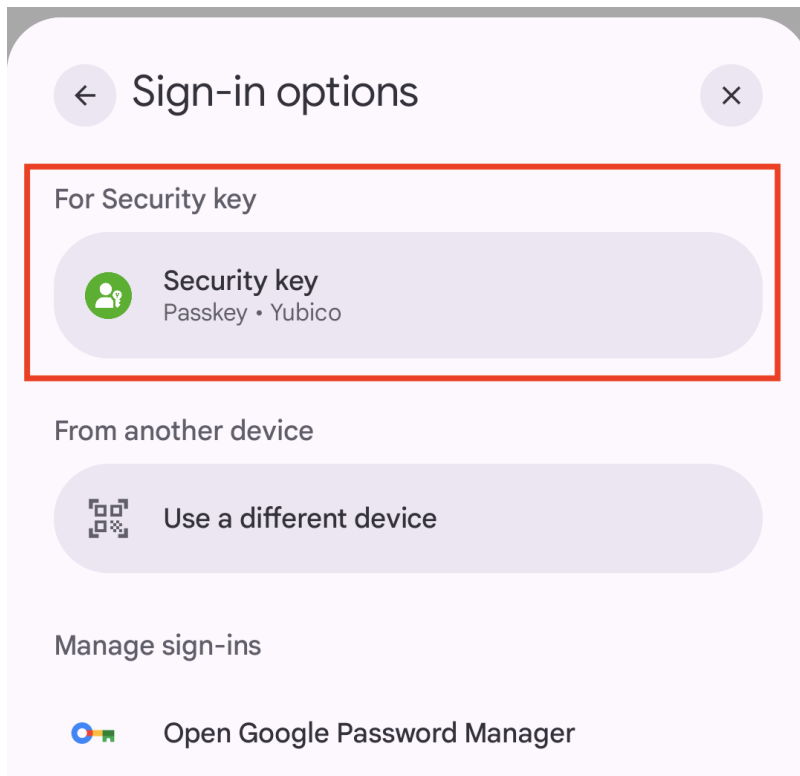 Sign-in options
For Security key
Security key
Passkey • Yubico
From another device
Use a different device
Manage sign-ins
Open Google Password Manager